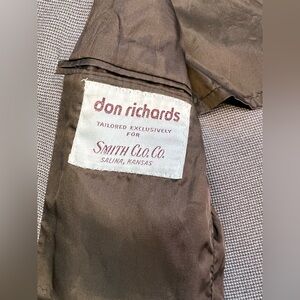 don richards
TAILORED EXCLUSIVELY
FOR
SMITH CLO. CO.
SALINA, KANSAS